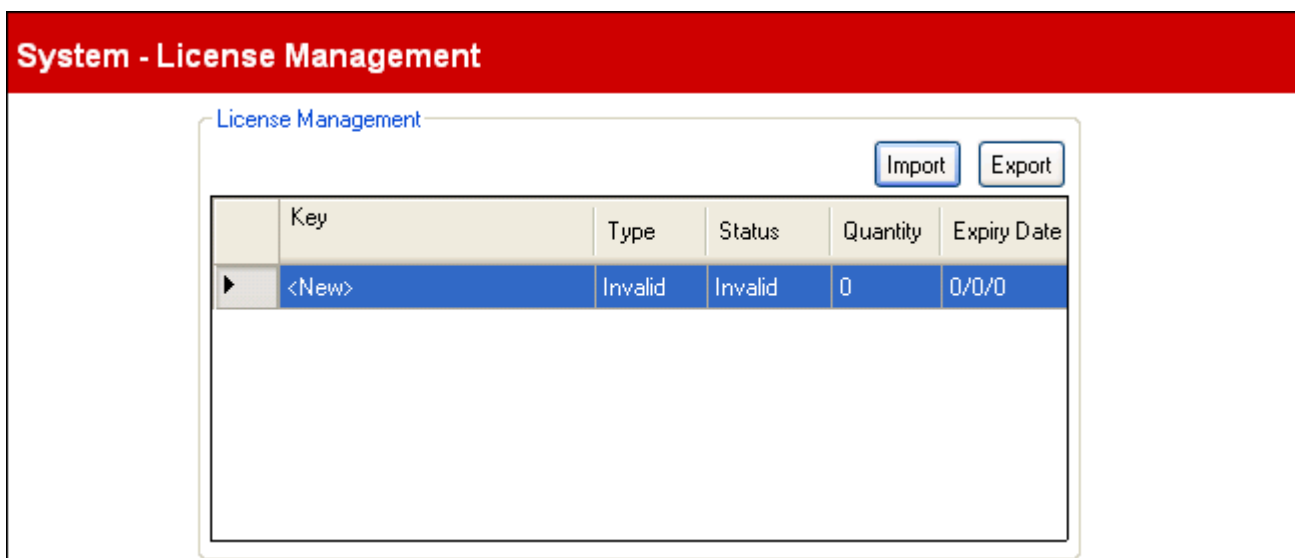 System - License Management
License Management
Import Export
Key Type Status Quantity Expiry Date
<New> Invalid Invalid 0 0/0/0